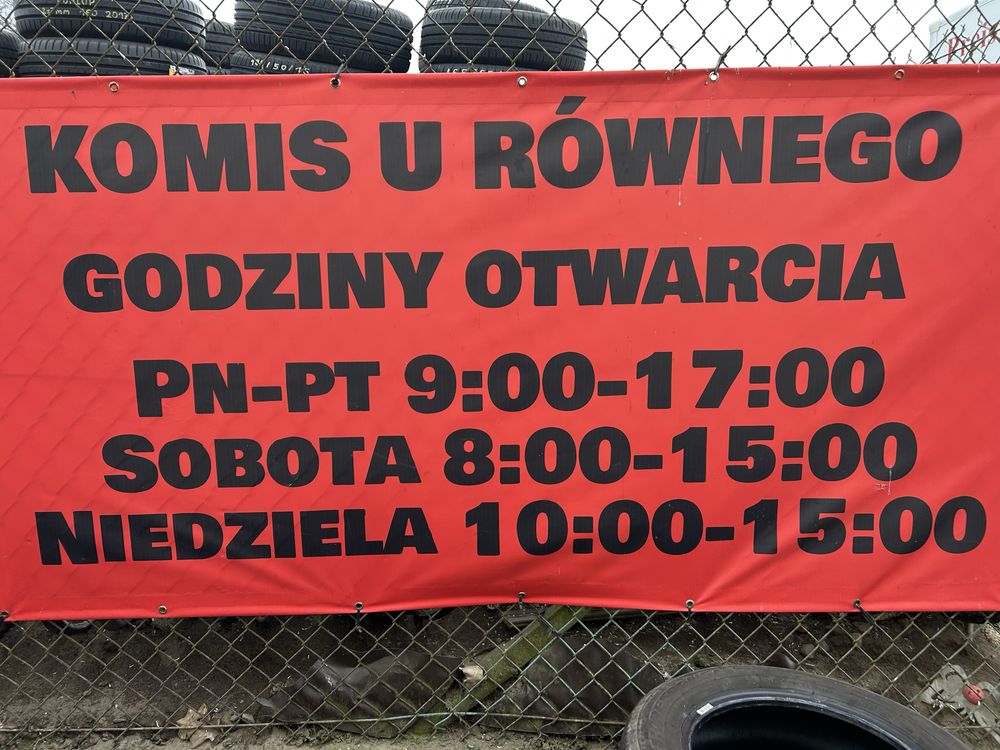 KOMIS U RÓWNEGO
GODZINY OTWARCIA
PN-PT 9:00-17:00
SOBOTA 8:00-15:00
NIEDZIELA 10:00-15:00